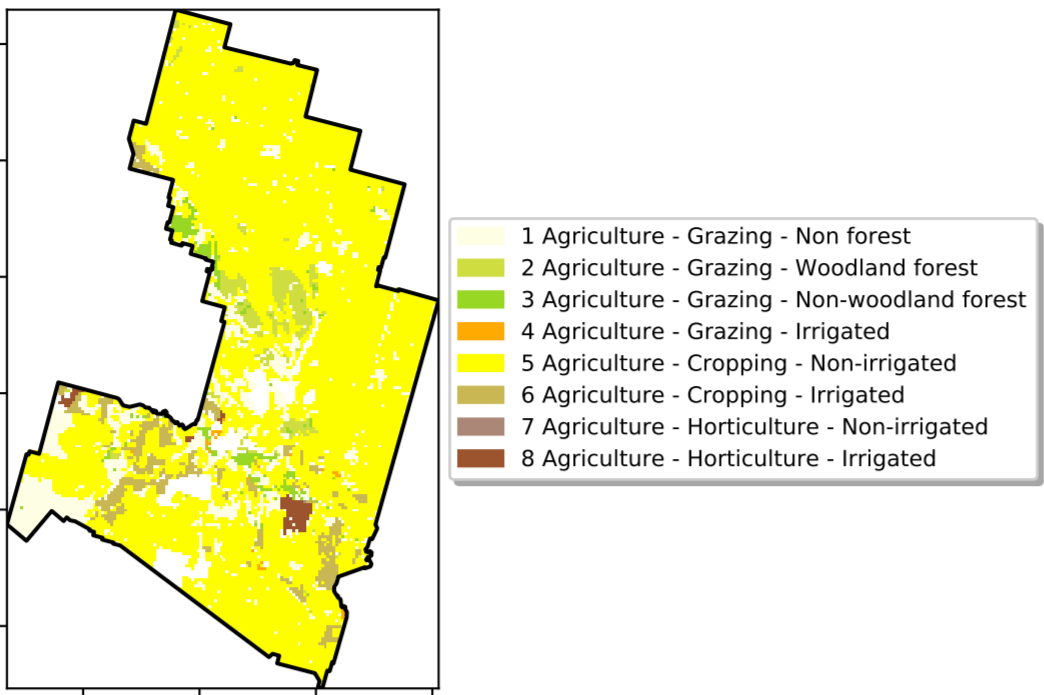 1 Agriculture - Grazing - Non forest
2 Agriculture - Grazing - Woodland forest
3 Agriculture - Grazing - Non-woodland forest
4 Agriculture - Grazing - Irrigated
5 Agriculture - Cropping - Non-irrigated
6 Agriculture - Cropping - Irrigated
7 Agriculture - Horticulture - Non-irrigated
8 Agriculture - Horticulture - Irrigated